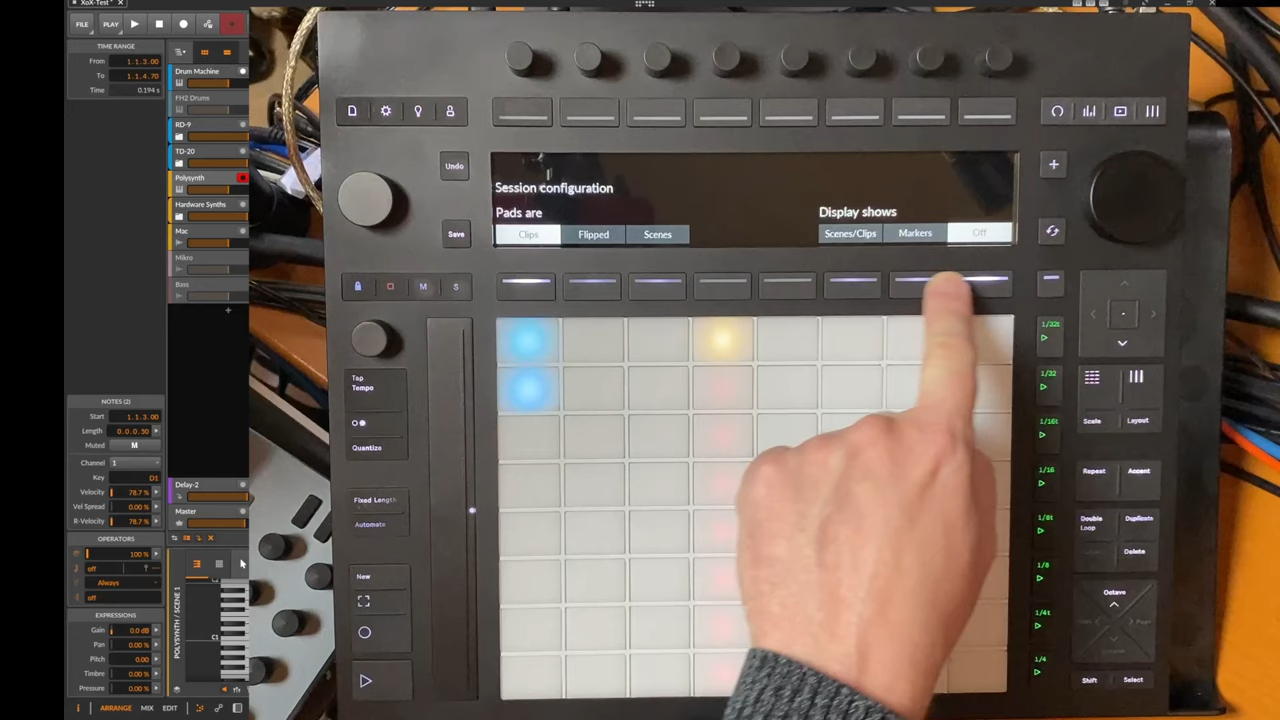 XoX-Test*
FILE
PLAY
TIME RANGE
From 1.1.3.00
To 1.1.4.70
Time 0.194 s
Drum Machine
FH2 Drums
RD-9
TD-20
Polysynth
Hardware Synths
Mac
Mikro
Bass
+
NOTES (2)
Start 1.1.3.00
Length 0.0.0.50
Muted M
Channel 1
Key D1
Velocity 78.7 %
Vel Spread 0.00 %
R-Velocity 78.7 %
OPERATORS
100 %
off
Always
off
EXPRESSIONS
Gain 0.0 dB
Pan 0.00 %
Pitch 0.00
Timbre 0.00 %
Pressure 0.00 %
Delay-2
Master
POLYSYNTH / SCENE 1
C1
ARRANGE MIX EDIT
Undo
Save
Session configuration
Pads are
Display shows
Clips Flipped Scenes
Scenes/Clips Markers Off
M S
Tap
Tempo
Quantize
Fixed Length
Automate
New
1/32t
1/32
1/16t
1/16
1/8t
1/8
1/4t
1/4
Scale Layout
Repeat Accent
Double
Loop
Duplicate
Delete
Octave
Page
Shift Select